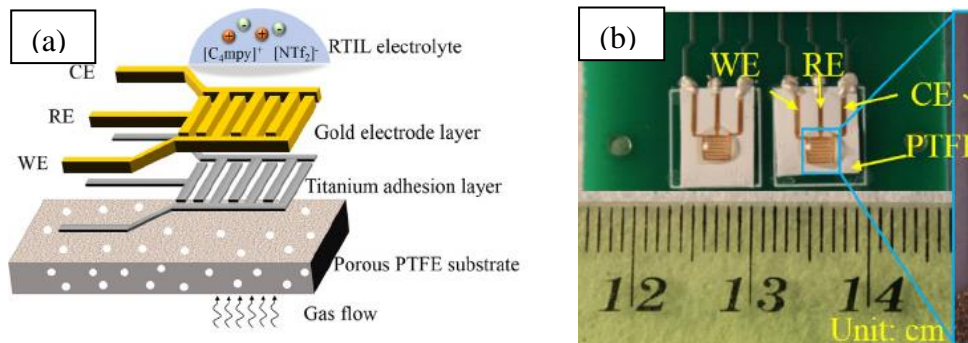 (a)
[C₄mpy]⁺ [NTf₂]⁻
RTIL electrolyte
CE
RE
WE
Gold electrode layer
Titanium adhesion layer
Porous PTFE substrate
Gas flow
(b)
WE RE
CE
PTFE
12 13 14
Unit: cm